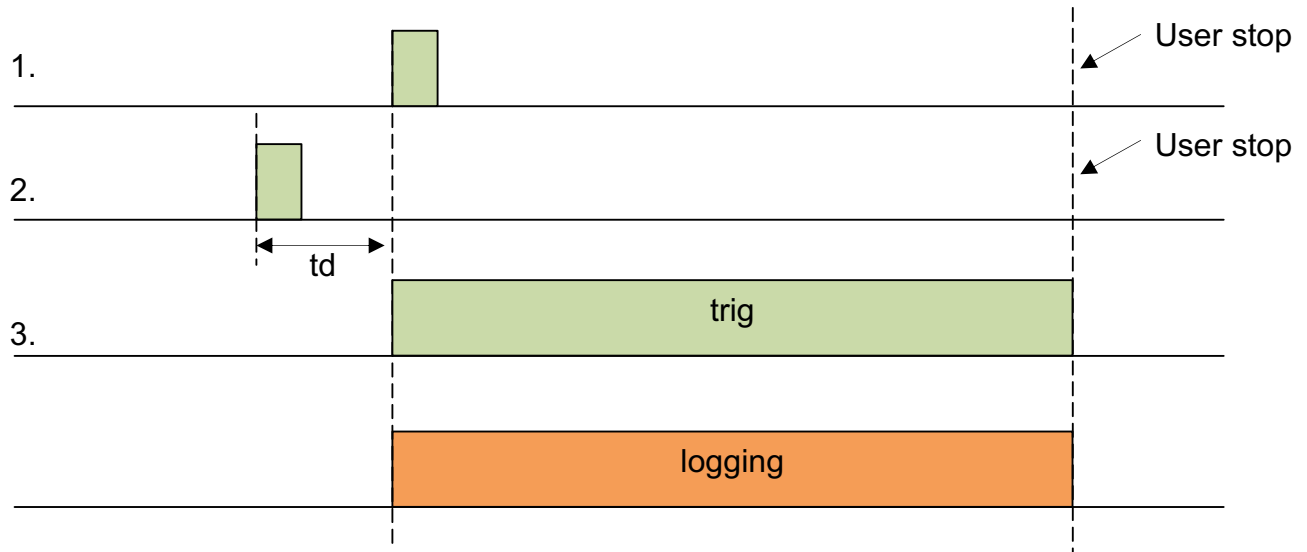 User stop
1.
User stop
2.
td
trig
3.
logging